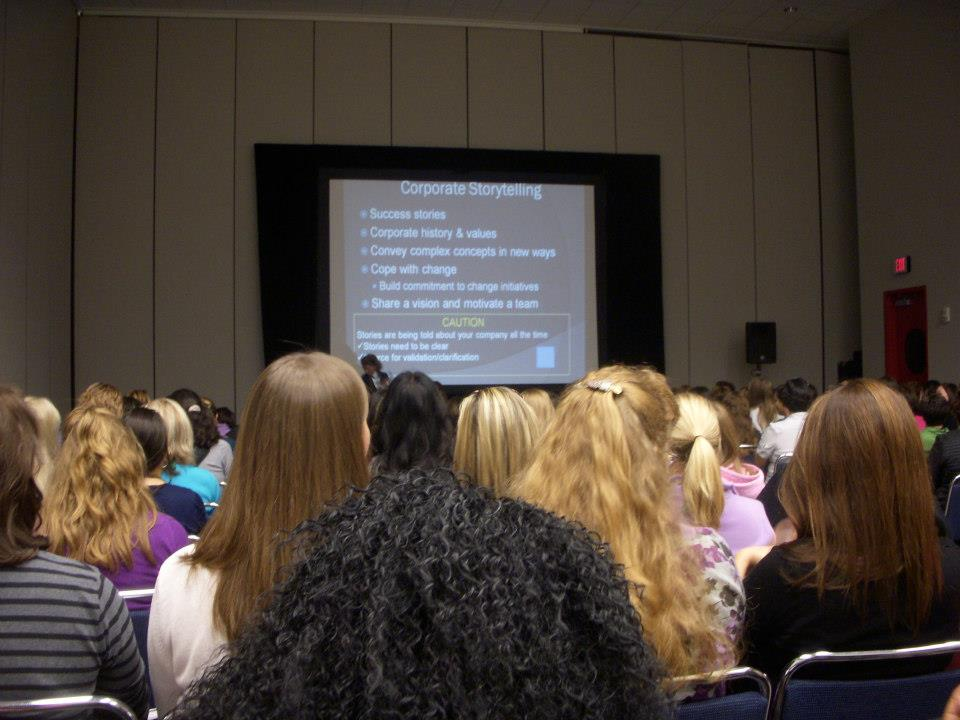 Corporate Storytelling
Success stories
Corporate history & values
Convey complex concepts in new ways
Cope with change
Build commitment to change initiatives
Share a vision and motivate a team
CAUTION
Stories are being told about your company all the time
✓Stories need to be clear
for validation/clarification
EXIT